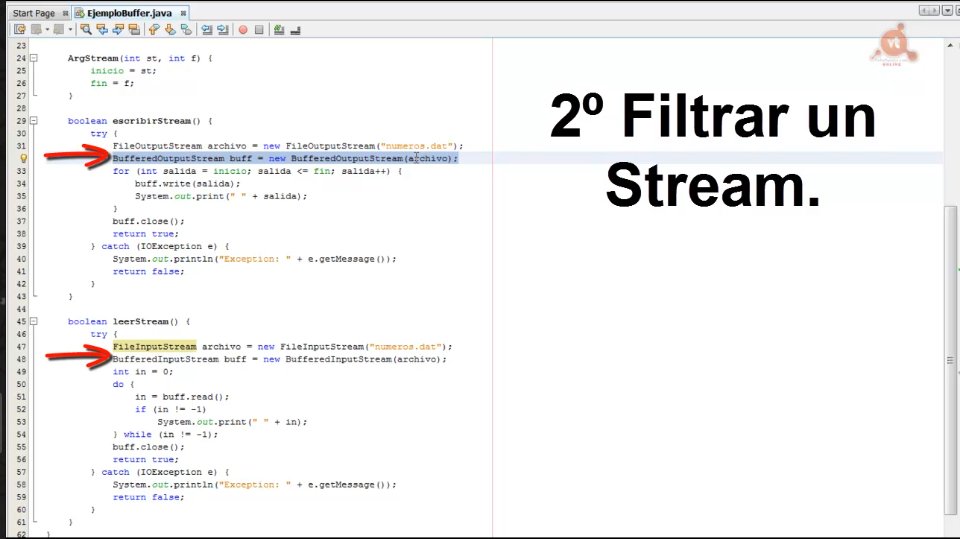 Start Page
EjemploBuffer.java
23
24 ArgStream(int st, int f) {
25 inicio = st;
26 fin = f;
27 }
28
29 boolean escribirStream() {
30 try {
31 FileOutputStream archivo = new FileOutputStream("numeros.dat");
BufferedOutputStream buff = new BufferedOutputStream(archivo);
33 for (int salida = inicio; salida <= fin; salida++) {
34 buff.write(salida);
35 System.out.print(" " + salida);
36 }
37 buff.close();
38 return true;
39 } catch (IOException e) {
40 System.out.println("Exception: " + e.getMessage());
41 return false;
42 }
43 }
44
45 boolean leerStream() {
46 try {
47 FileInputStream archivo = new FileInputStream("numeros.dat");
48 BufferedInputStream buff = new BufferedInputStream(archivo);
49 int in = 0;
50 do {
51 in = buff.read();
52 if (in != -1)
53 System.out.print(" " + in);
54 } while (in != -1);
55 buff.close();
56 return true;
57 } catch (IOException e) {
58 System.out.println("Exception: " + e.getMessage());
59 return false;
60 }
61 }
62 }
2º Filtrar un
Stream.